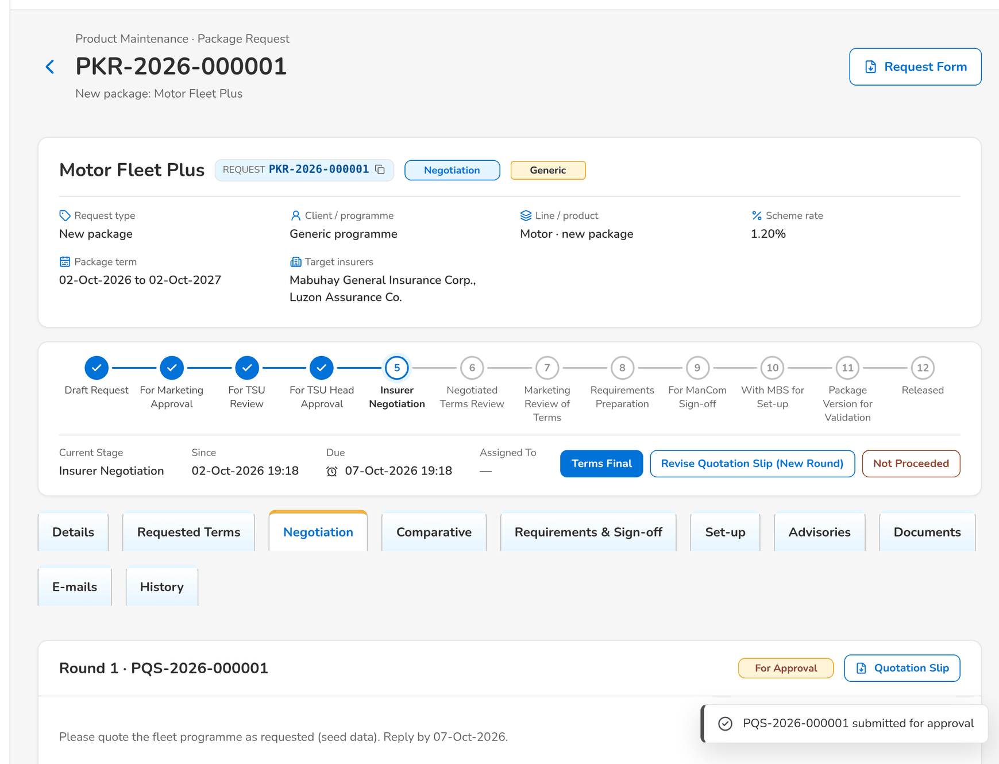 Product Maintenance · Package Request
PKR-2026-000001
New package: Motor Fleet Plus
Request Form
Motor Fleet Plus
REQUEST PKR-2026-000001
Negotiation
Generic
Request type
New package
Client / programme
Generic programme
Line / product
Motor · new package
Scheme rate
1.20%
Package term
02-Oct-2026 to 02-Oct-2027
Target insurers
Mabuhay General Insurance Corp.,
Luzon Assurance Co.
Draft Request
For Marketing
Approval
For TSU
Review
For TSU Head
Approval
5
Insurer
Negotiation
6
Negotiated
Terms Review
7
Marketing
Review of
Terms
8
Requirements
Preparation
9
For ManCom
Sign-off
10
With MBS for
Set-up
11
Package
Version for
Validation
12
Released
Current Stage
Insurer Negotiation
Since
02-Oct-2026 19:18
Due
07-Oct-2026 19:18
Assigned To
—
Terms Final
Revise Quotation Slip (New Round)
Not Proceeded
Details
Requested Terms
Negotiation
Comparative
Requirements & Sign-off
Set-up
Advisories
Documents
E-mails
History
Round 1 · PQS-2026-000001
For Approval
Quotation Slip
PQS-2026-000001 submitted for approval
Please quote the fleet programme as requested (seed data). Reply by 07-Oct-2026.